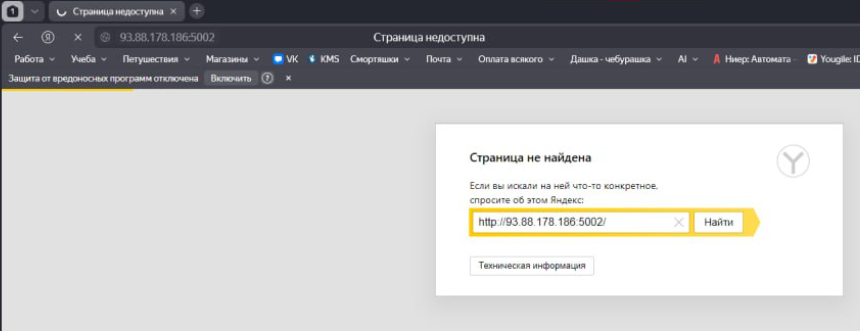 1 Страница недоступна
93.88.178.186:5002 Страница недоступна
Работа Учеба Петушествия Магазины VK KMS Смортяшки Почта Оплата всякого Дашка - чебурашка AI Ниер: Автомата Yougile: ID
Защита от вредоносных программ отключена Включить ?
Страница не найдена
Если вы искали на ней что-то конкретное,
спросите об этом Яндекс:
http://93.88.178.186:5002/ Найти
Техническая информация